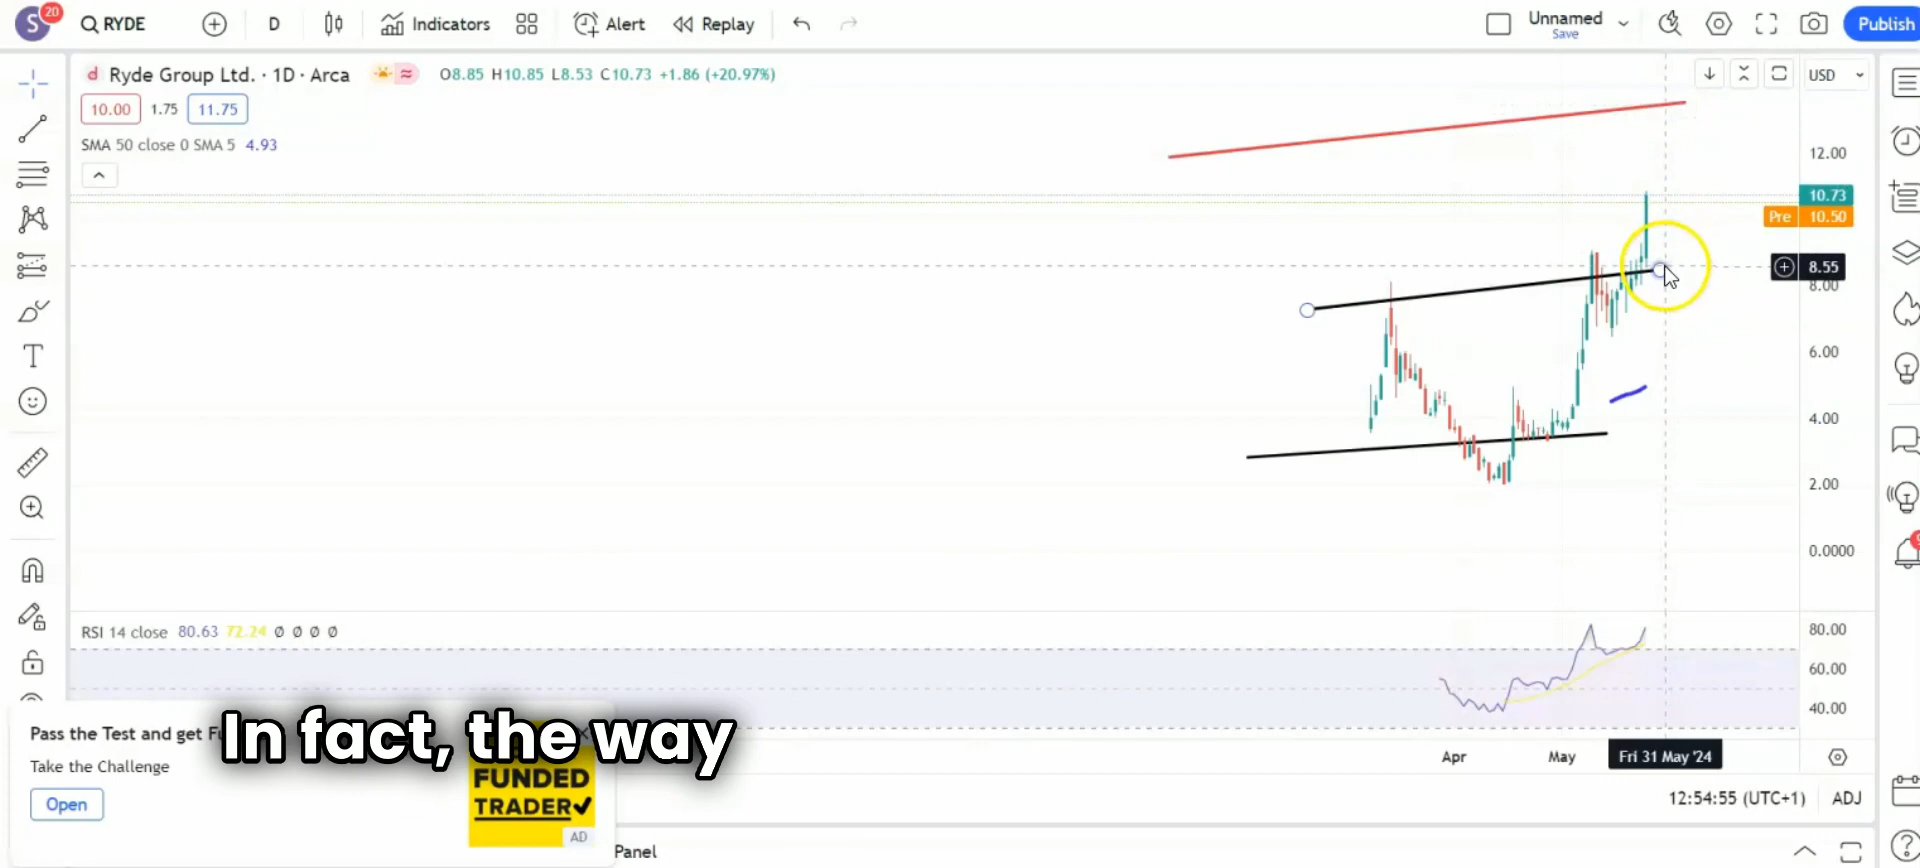 S 20 RYDE D Indicators Alert Replay Unnamed Save Publish
d Ryde Group Ltd. · 1D · Arca O8.85 H10.85 L8.53 C10.73 +1.86 (+20.97%) USD
10.00 1.75 11.75
SMA 50 close 0 SMA 5 4.93
12.00
10.73
Pre 10.50
8.55
8.00
6.00
4.00
2.00
0.0000
RSI 14 close 80.63 72.24 Ø Ø Ø Ø
80.00
60.00
40.00
Apr May Fri 31 May '24
Pass the Test and get Fu
In fact, the way
Take the Challenge
Open
FUNDED
TRADER
AD
12:54:55 (UTC+1) ADJ
Panel